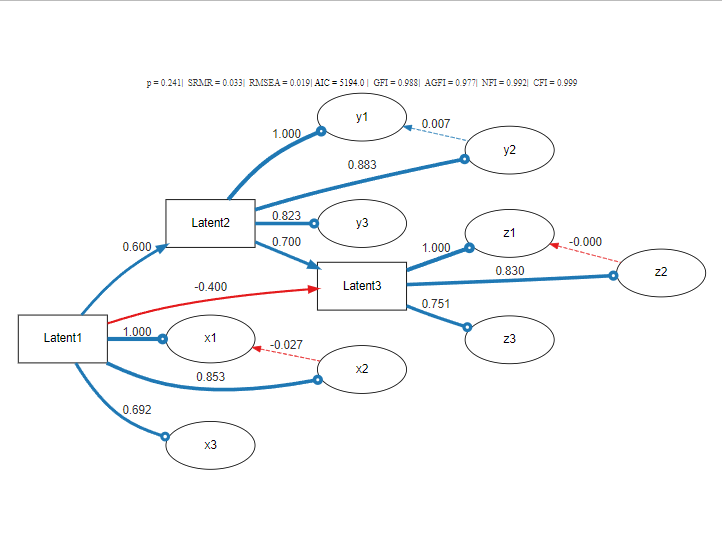 p = 0.241| SRMR = 0.033| RMSEA = 0.019| AIC = 5194.0 | GFI = 0.988| AGFI = 0.977| NFI = 0.992| CFI = 0.999
y1
0.007
1.000
y2
0.883
Latent2
0.823
y3
z1
0.600
0.700
1.000
-0.000
0.830
z2
Latent3
-0.400
0.751
1.000
x1
Latent1
-0.027
z3
0.853
x2
0.692
x3